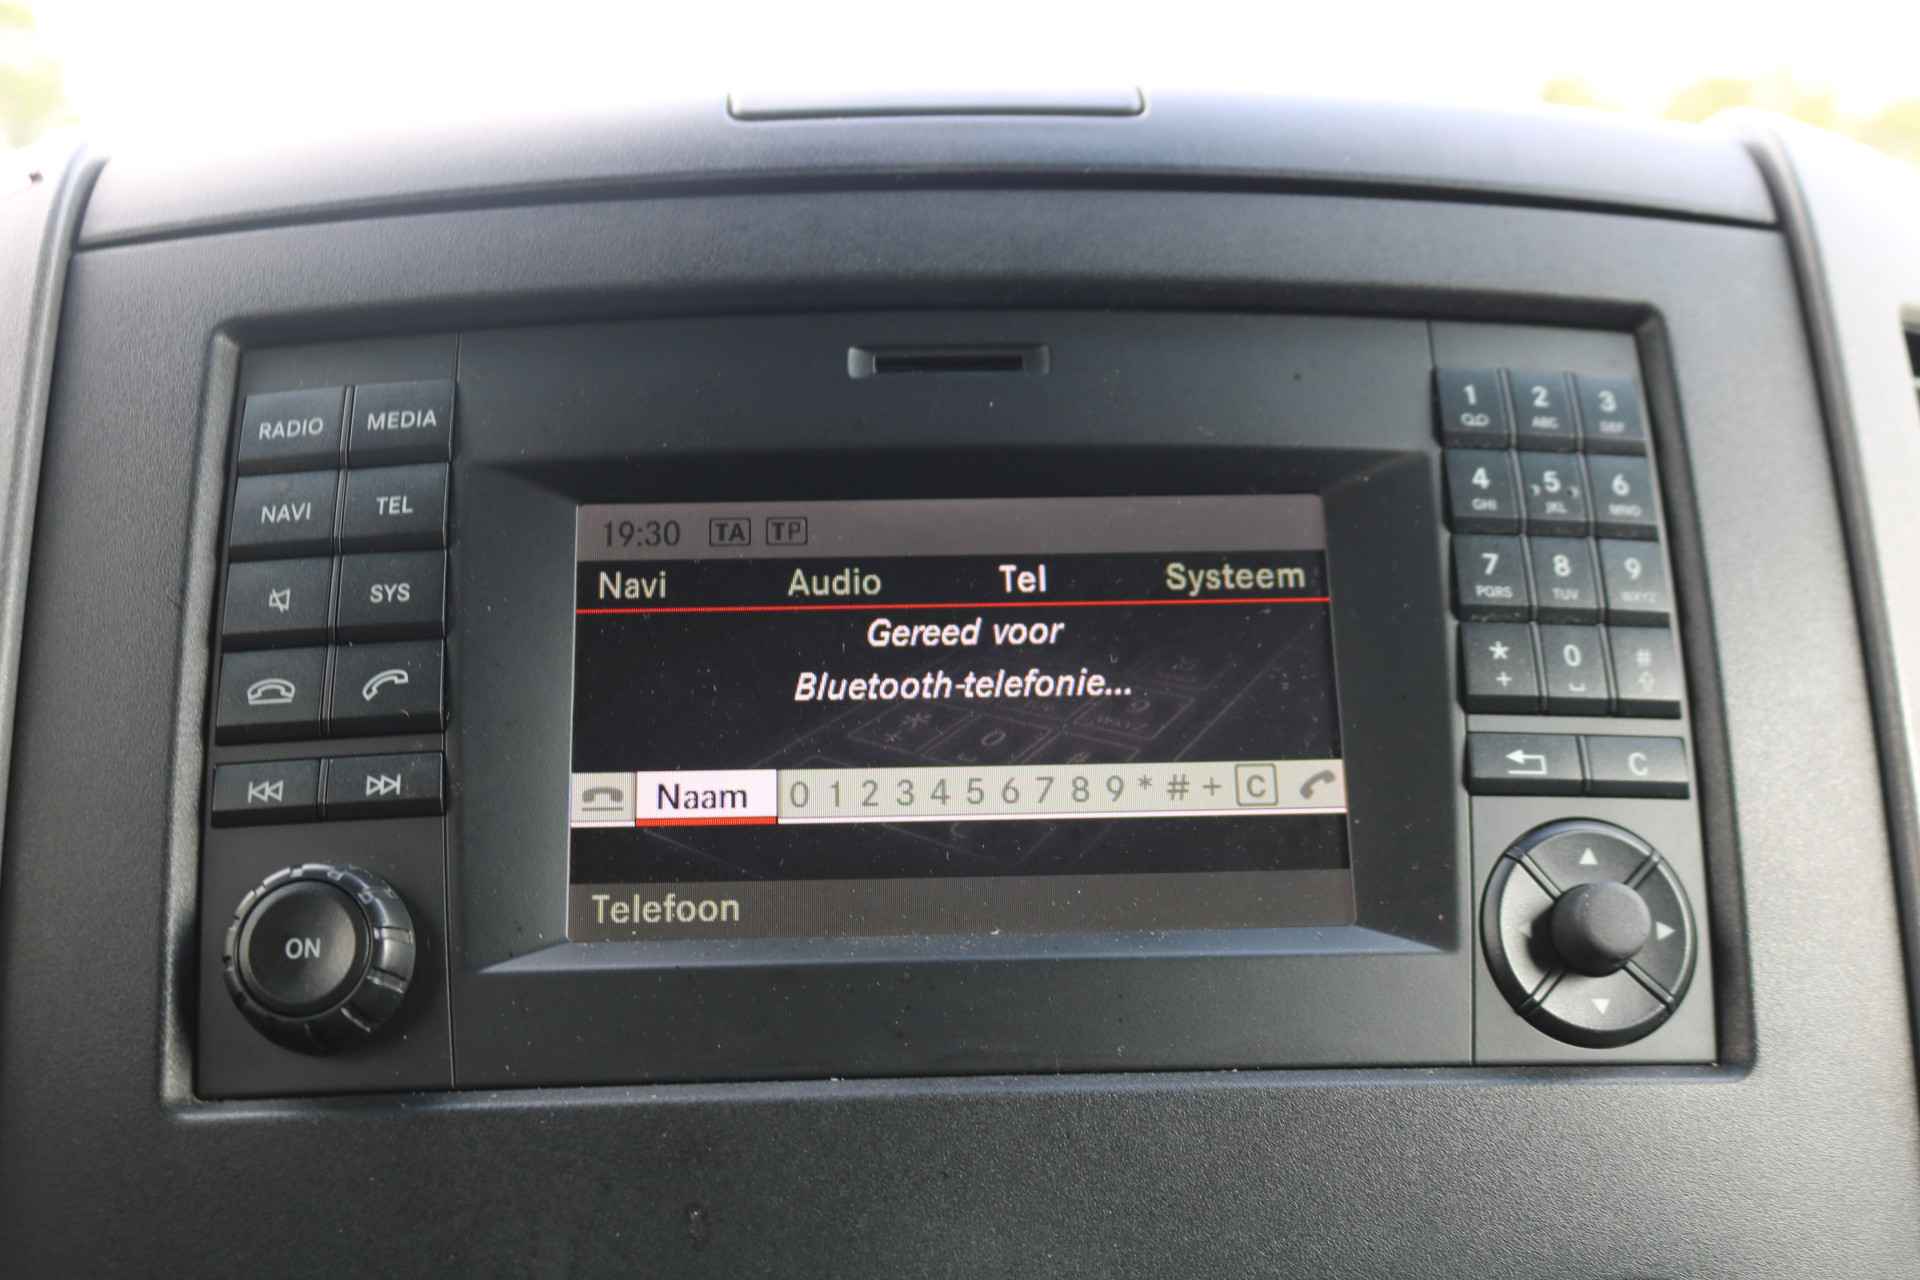 RADIO MEDIA
NAVI TEL
SYS
ON
19:30 TA TP
Navi Audio Tel Systeem
Gereed voor
Bluetooth-telefonie...
Naam 0 1 2 3 4 5 6 7 8 9 * # + C
Telefoon
1 2 3
ABC DEF
4 5 6
GHI JKL MNO
7 8 9
PQRS TUV WXYZ
* 0 #
+
C